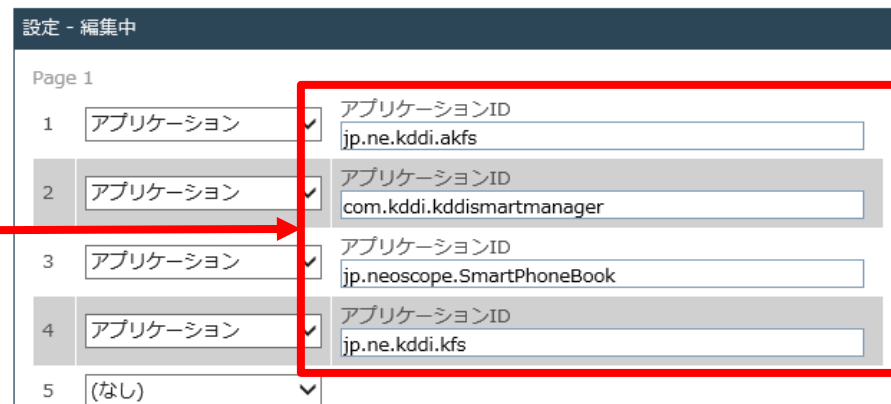 設定 - 編集中
Page 1
アプリケーションID
1 アプリケーション jp.ne.kddi.akfs
アプリケーションID
2 アプリケーション com.kddi.kddismartmanager
アプリケーションID
3 アプリケーション jp.neoscope.SmartPhoneBook
アプリケーションID
4 アプリケーション jp.ne.kddi.kfs
5 (なし)